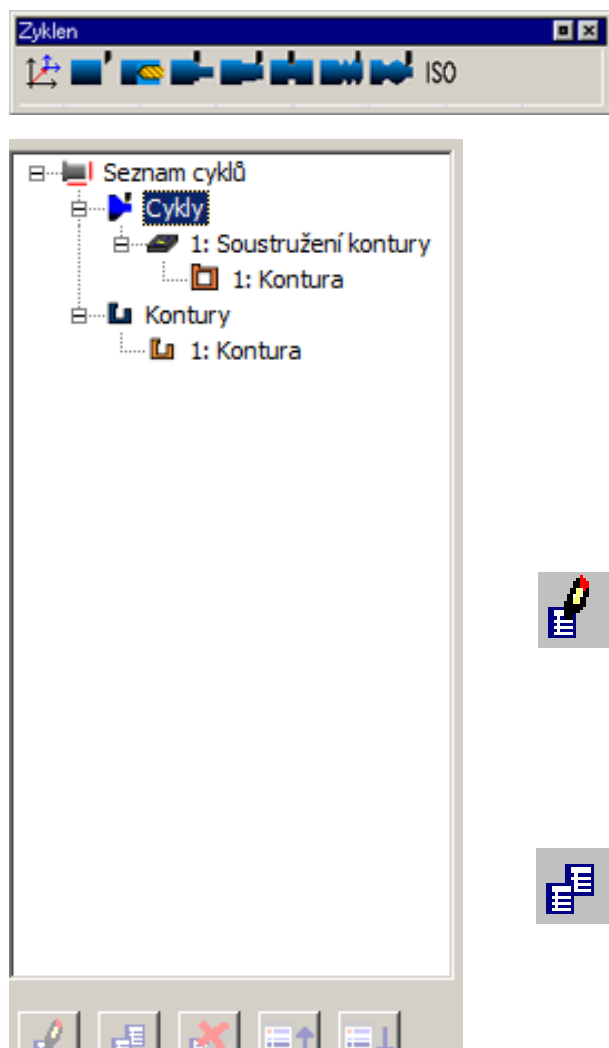 Zyklen
ISO
Seznam cyklů
Cykly
1: Soustružení kontury
1: Kontura
Kontury
1: Kontura